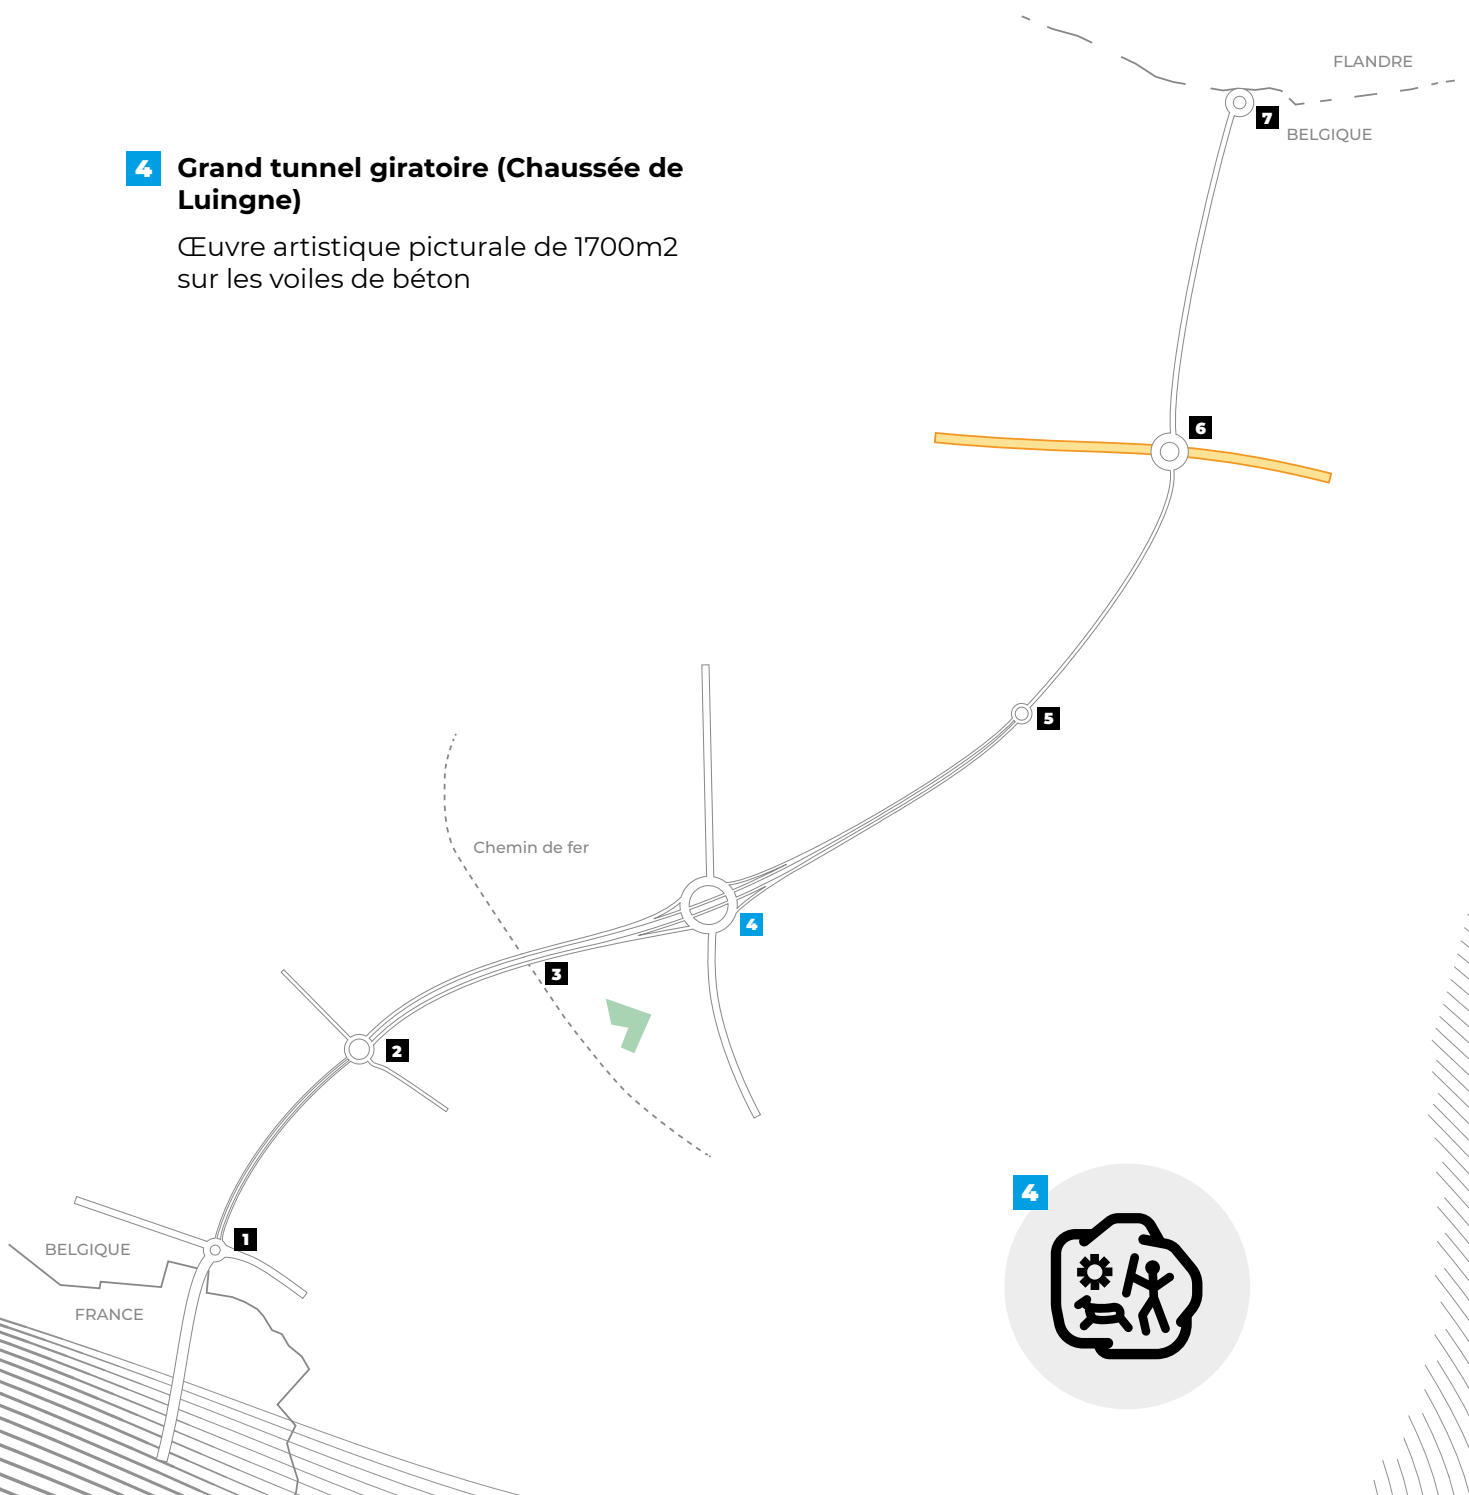 FLANDRE
7
BELGIQUE
4 Grand tunnel giratoire (Chaussée de
Luingne)
Œuvre artistique picturale de 1700m2
sur les voiles de béton
6
5
Chemin de fer
4
3
2
1
BELGIQUE
FRANCE
4